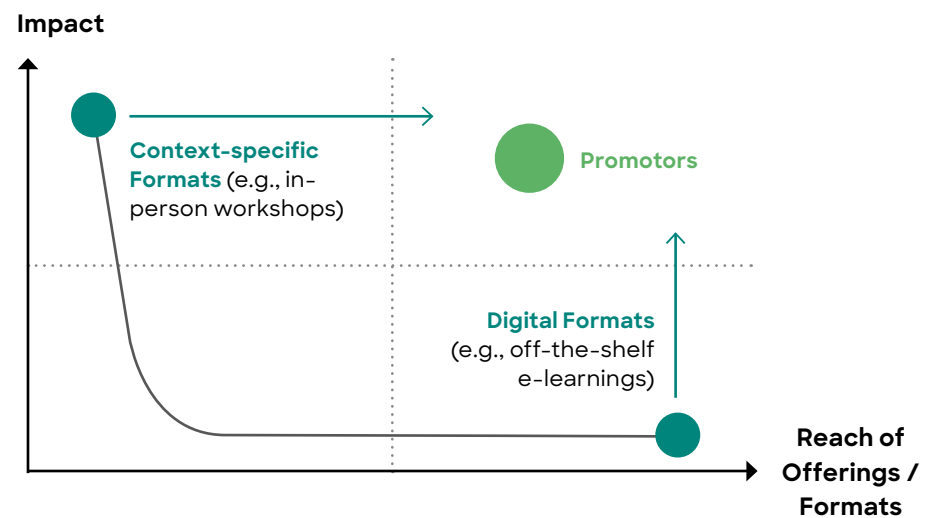 Impact
Context-specific
Formats (e.g., in-
person workshops)
Promotors
Digital Formats
(e.g., off-the-shelf
e-learnings)
Reach of
Offerings /
Formats